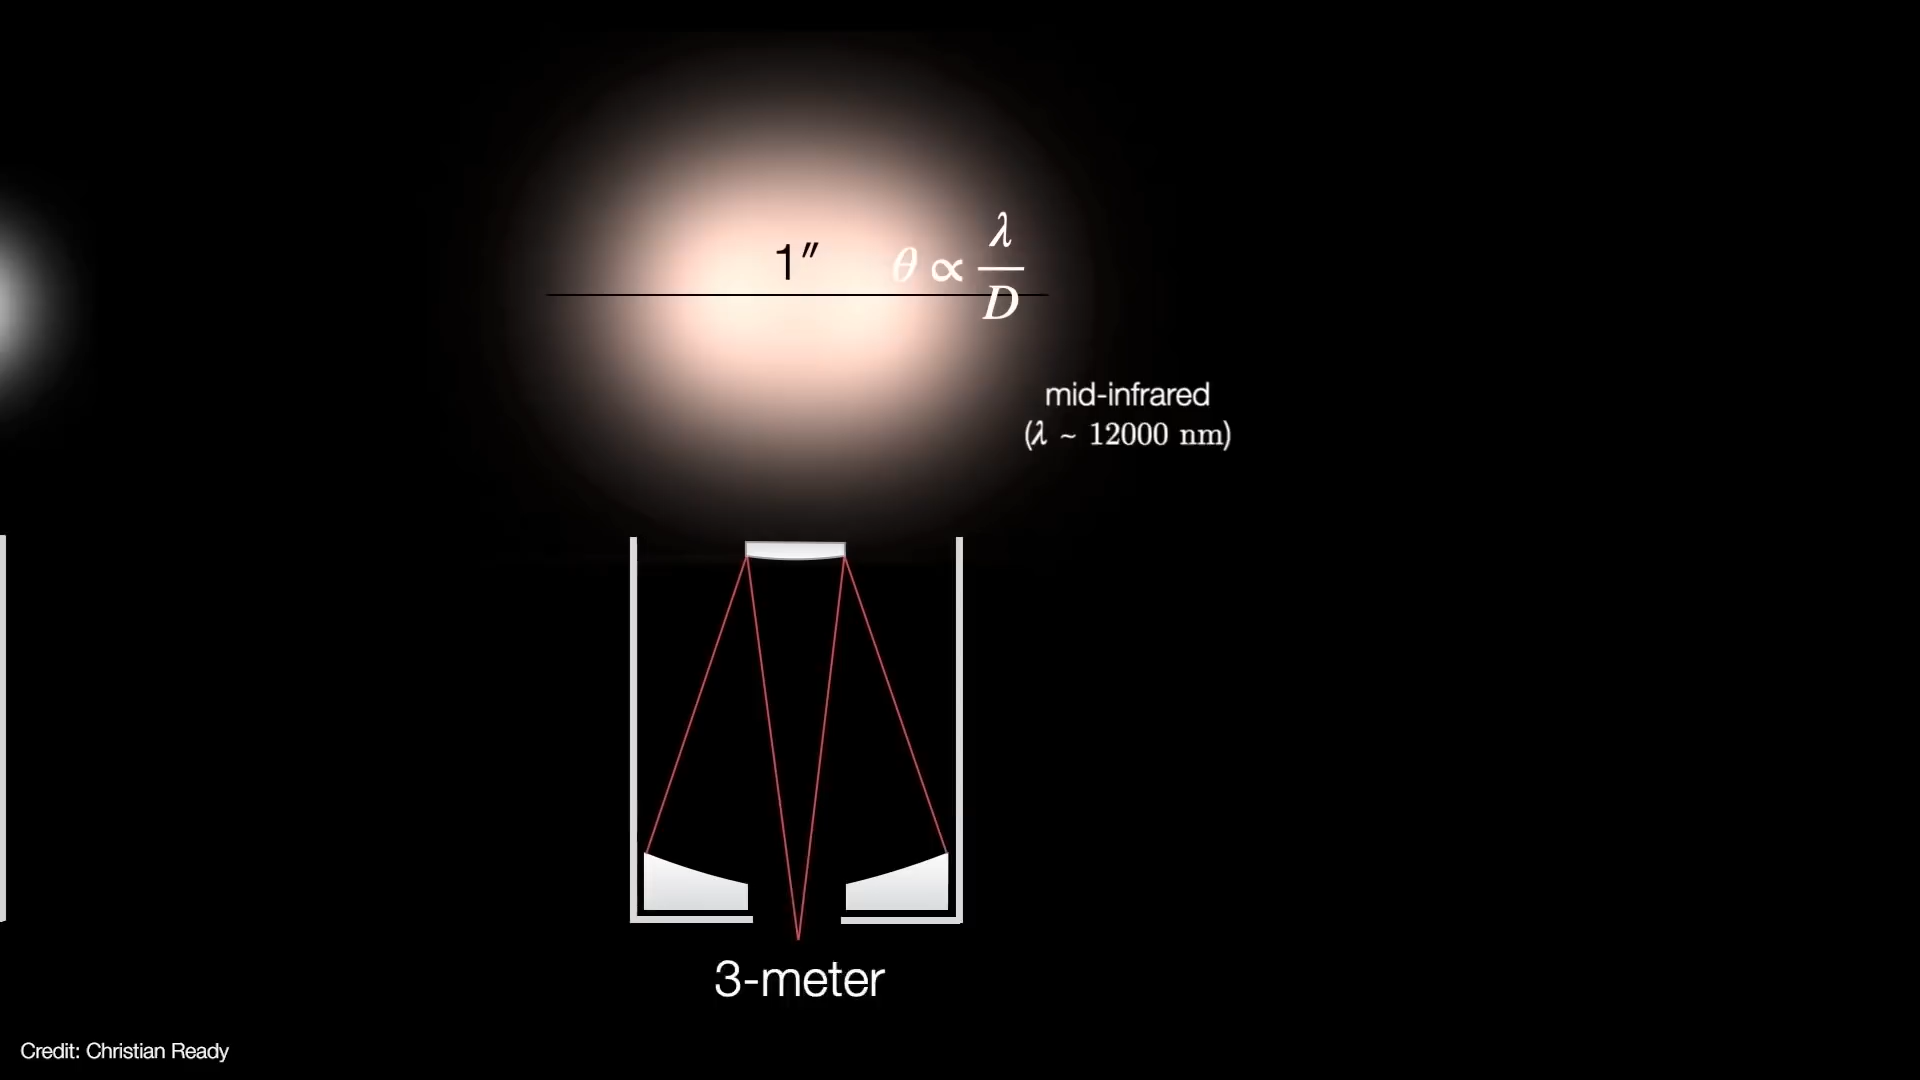 1″
θ ∝ λ/D
mid-infrared
(λ ~ 12000 nm)
3-meter
Credit: Christian Ready